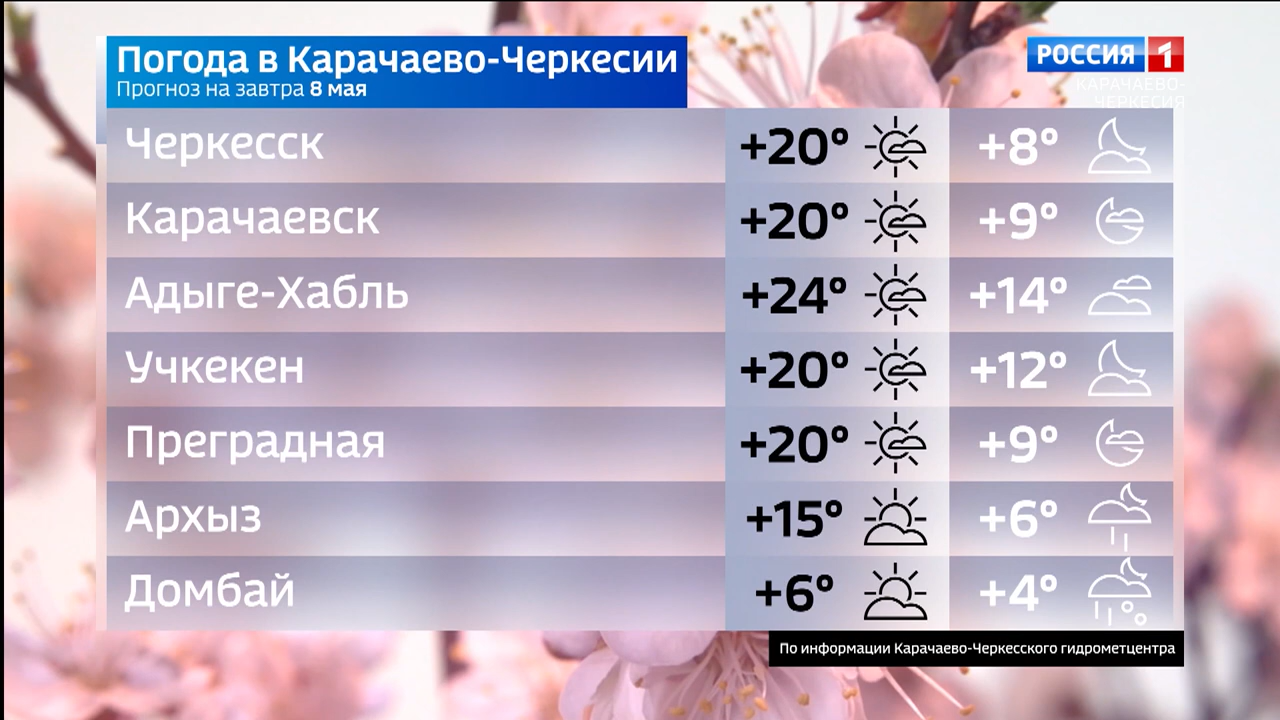 Погода в Карачаево-Черкесии
Прогноз на завтра 8 мая
РОССИЯ 1
КАРАЧАЕВО-
ЧЕРКЕСИЯ
Черкесск +20° +8°
Карачаевск +20° +9°
Адыге-Хабль +24° +14°
Учкекен +20° +12°
Преградная +20° +9°
Архыз +15° +6°
Домбай +6° +4°
По информации Карачаево-Черкесского гидрометцентра